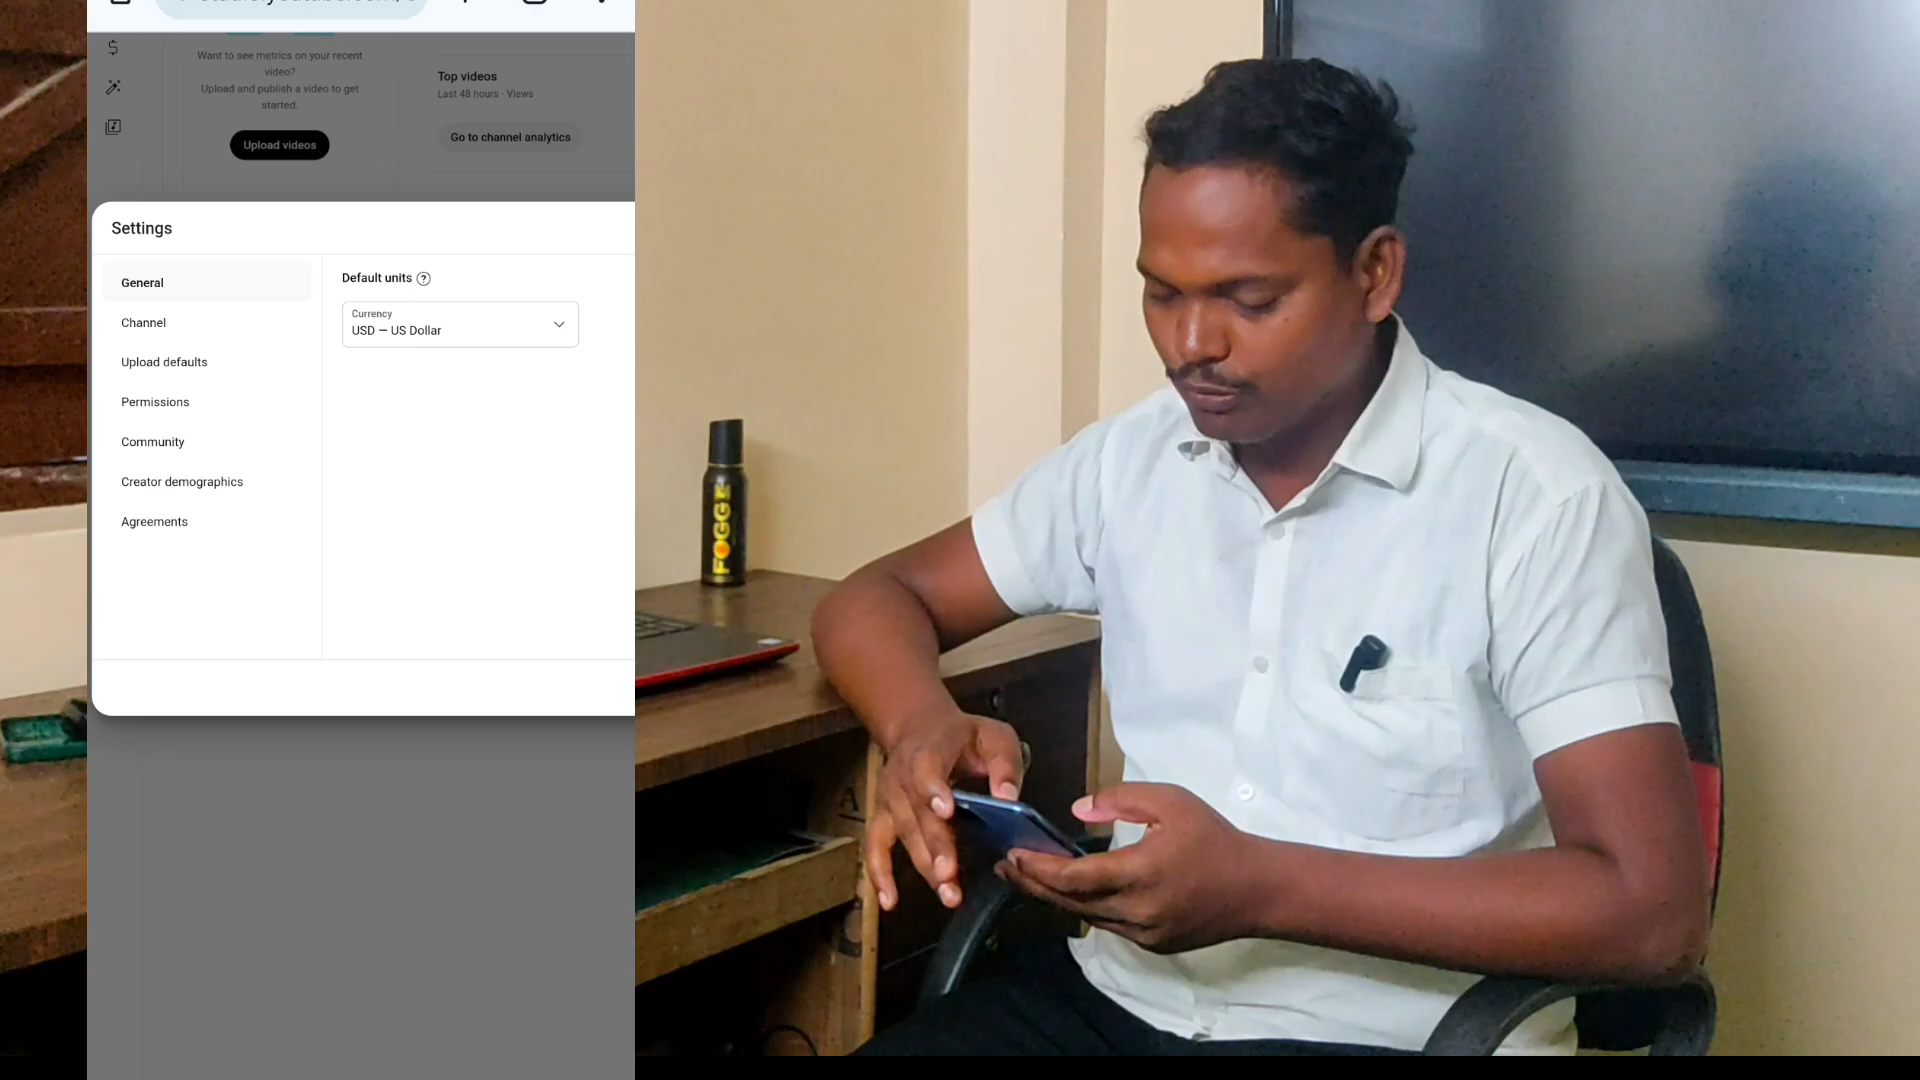 Want to see metrics on your recent
video?
Upload and publish a video to get
started.
Upload videos
Top videos
Last 48 hours · Views
Go to channel analytics
Settings
General
Channel
Upload defaults
Permissions
Community
Creator demographics
Agreements
Default units
Currency
USD — US Dollar
FOGG
A